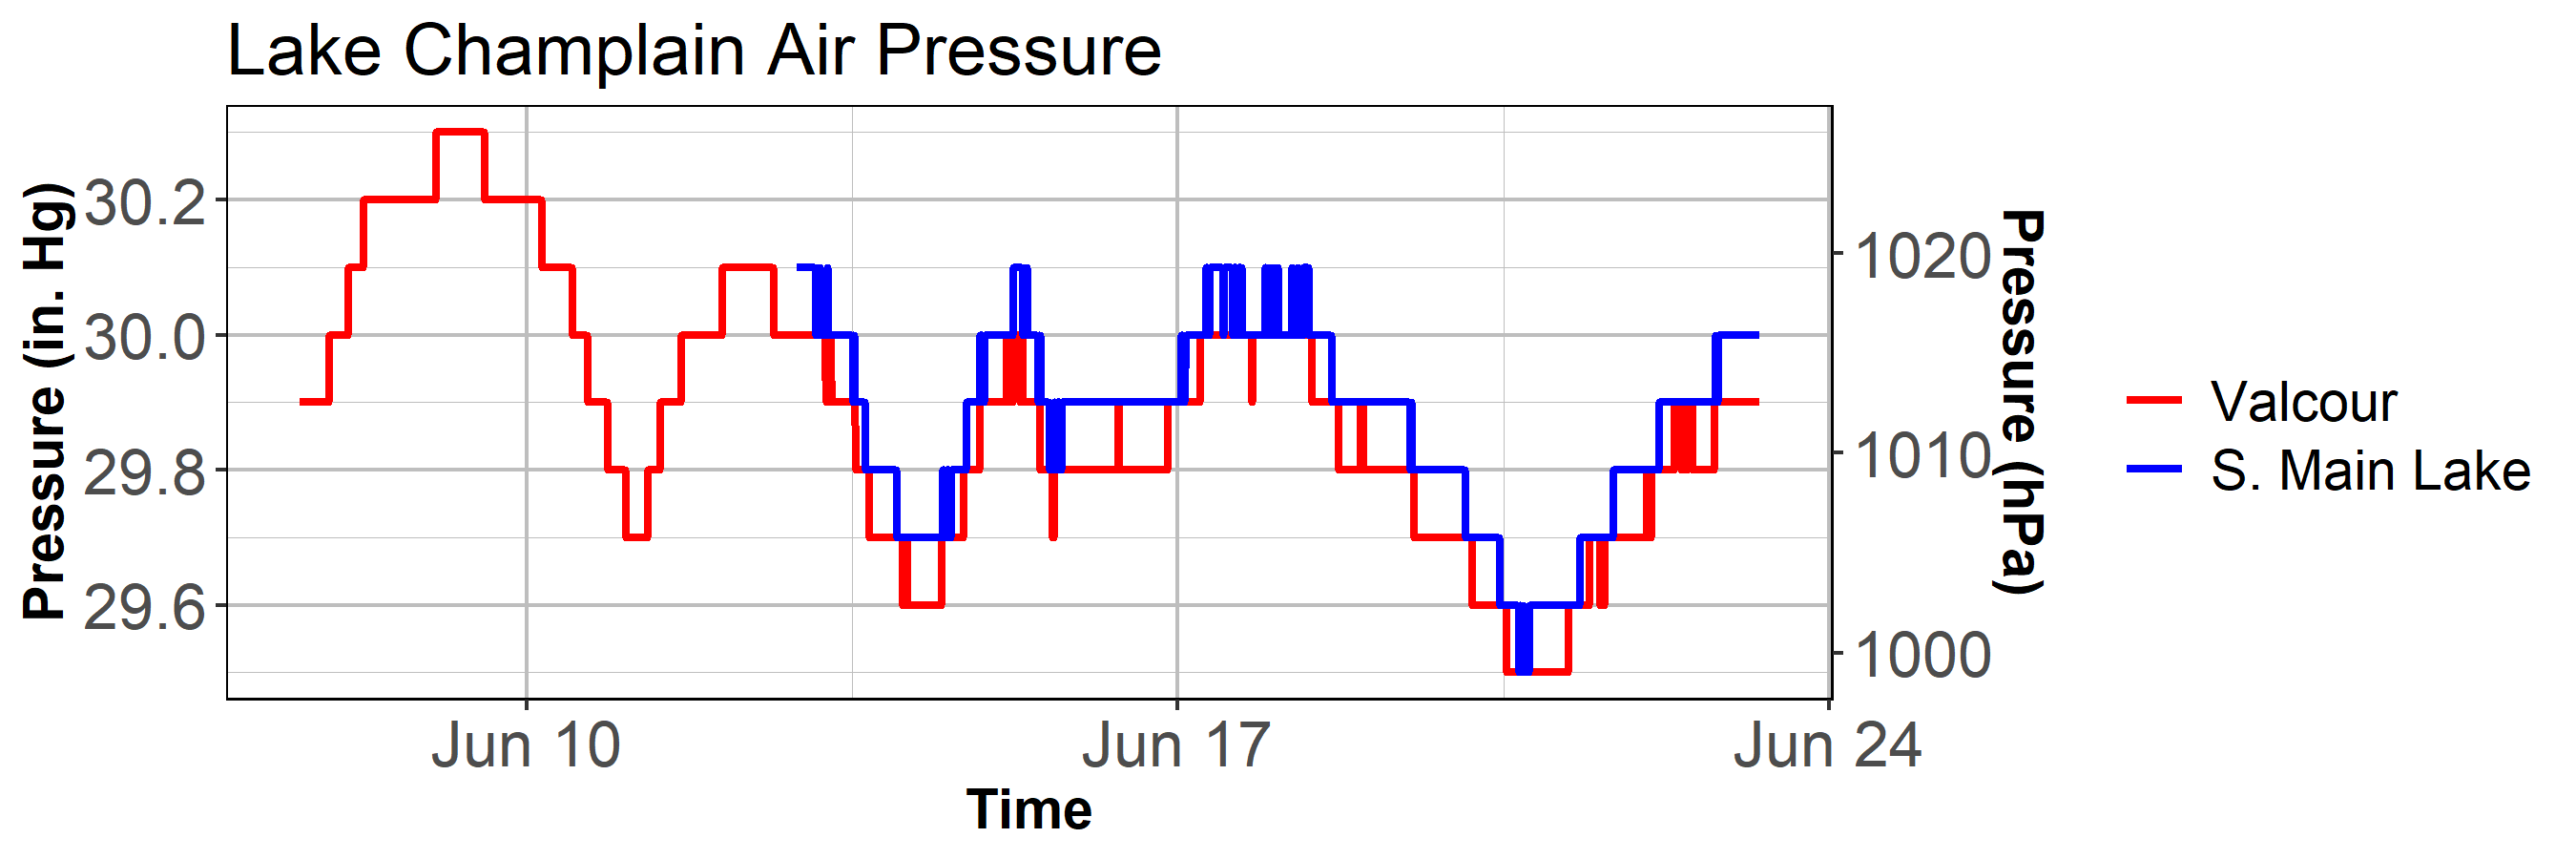 Lake Champlain Air Pressure
Pressure (in. Hg)
30.2
30.0
29.8
29.6
1020
1010
1000
Pressure (hPa)
Jun 10
Jun 17
Jun 24
Time
Valcour
S. Main Lake